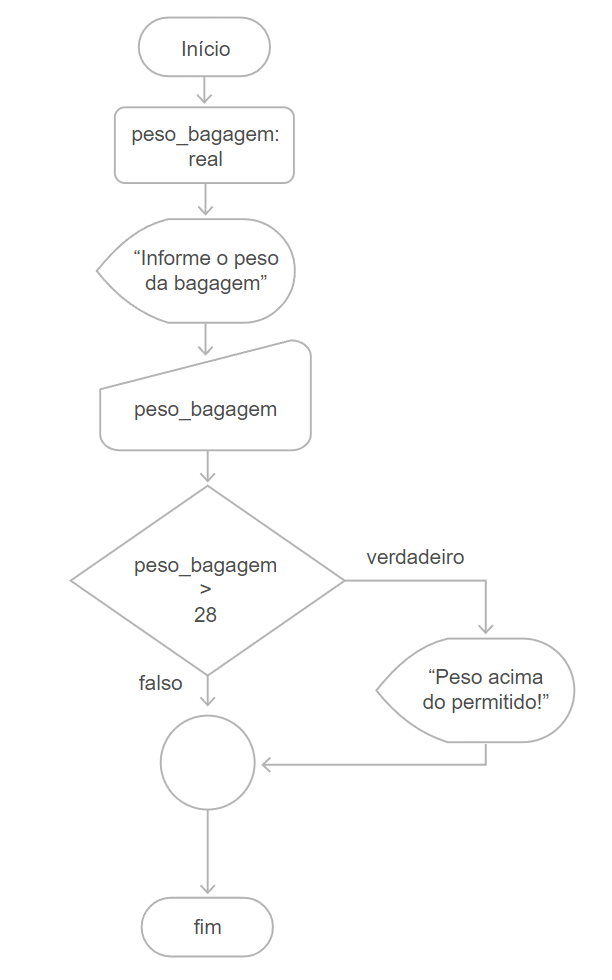 Início
peso_bagagem:
real
“Informe o peso
da bagagem”
peso_bagagem
peso_bagagem
>
28
verdadeiro
falso
“Peso acima
do permitido!”
fim